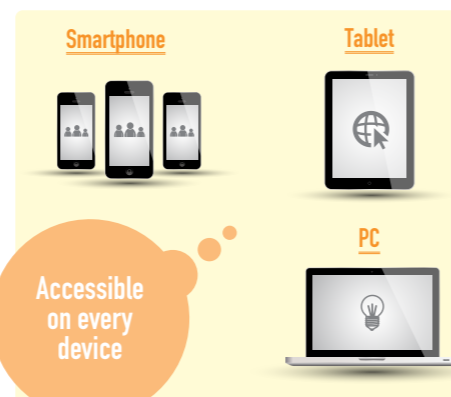 Smartphone
Tablet
PC
Accessible
on every
device